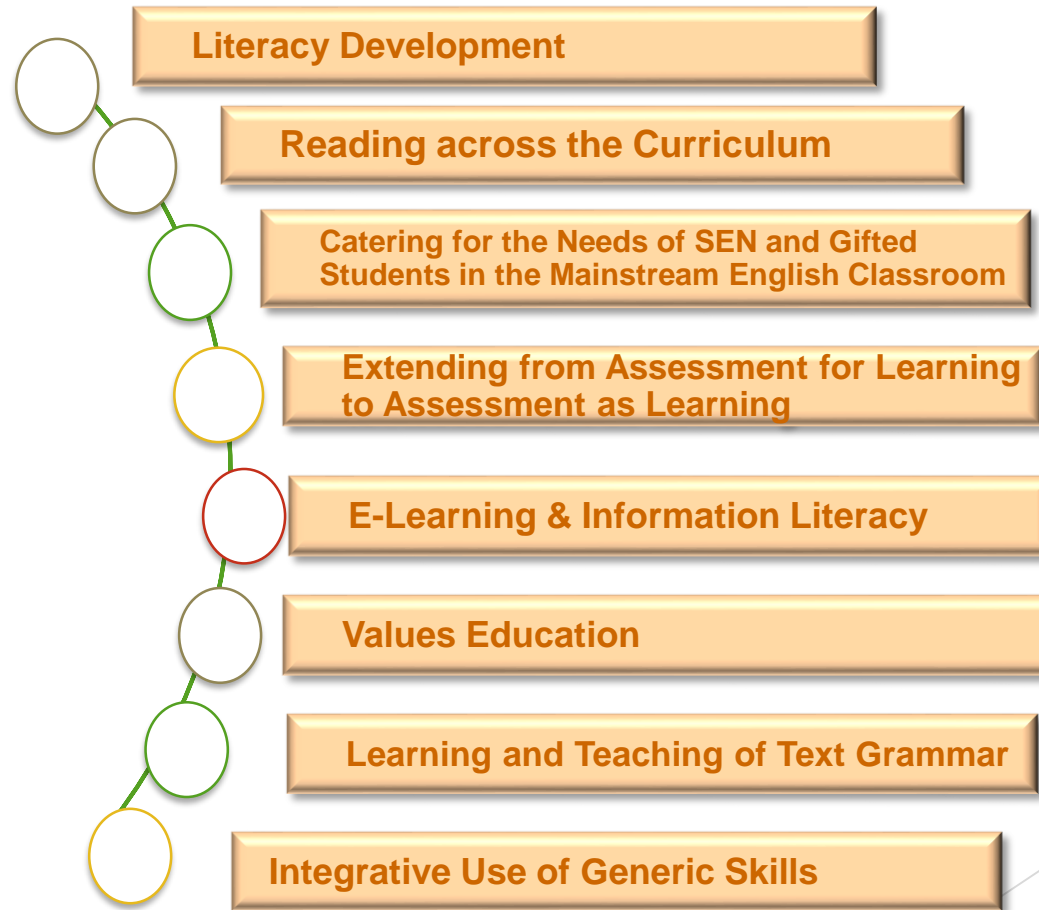 Literacy Development
Reading across the Curriculum
Catering for the Needs of SEN and Gifted
Students in the Mainstream English Classroom
Extending from Assessment for Learning
to Assessment as Learning
E-Learning & Information Literacy
Values Education
Learning and Teaching of Text Grammar
Integrative Use of Generic Skills